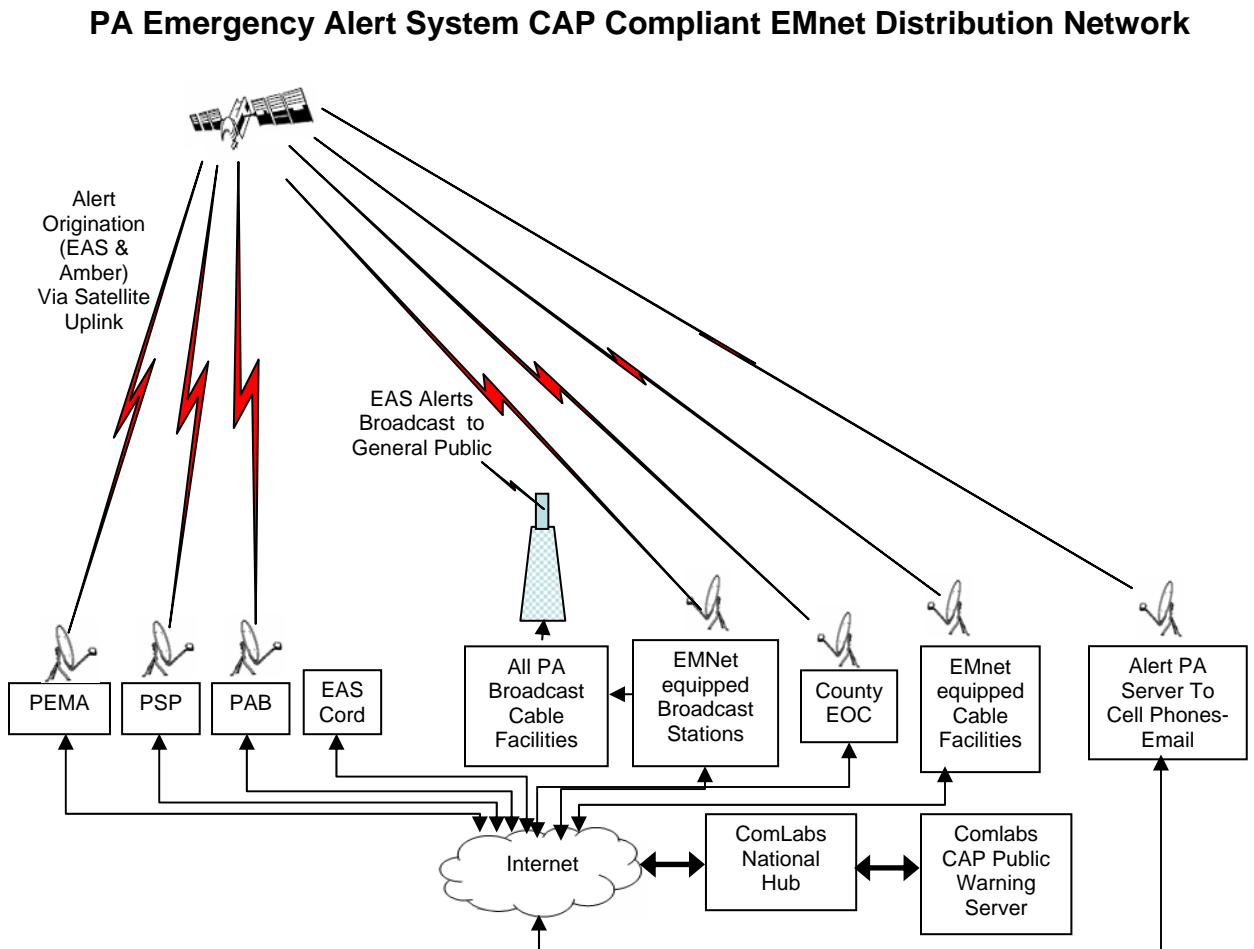 PA Emergency Alert System CAP Compliant EMnet Distribution Network
Alert
Origination
(EAS &
Amber)
Via Satellite
Uplink
EAS Alerts
Broadcast to
General Public
PEMA
PSP
PAB
EAS
Cord
All PA
Broadcast
Cable
Facilities
EMNet
equipped
Broadcast
Stations
County
EOC
EMnet
equipped
Cable
Facilities
Alert PA
Server To
Cell Phones-
Email
Internet
ComLabs
National
Hub
Comlabs
CAP Public
Warning
Server